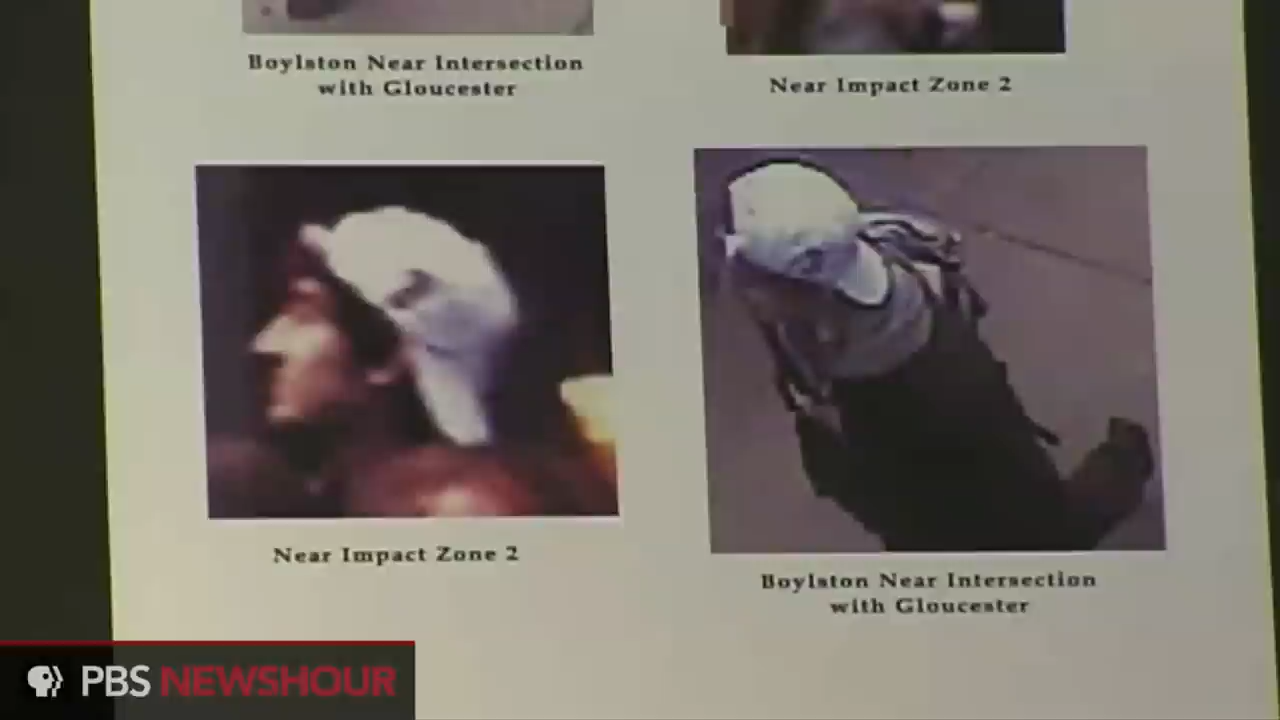 Boylston Near Intersection
with Gloucester
Near Impact Zone 2
Near Impact Zone 2
Boylston Near Intersection
with Gloucester
PBS NEWSHOUR